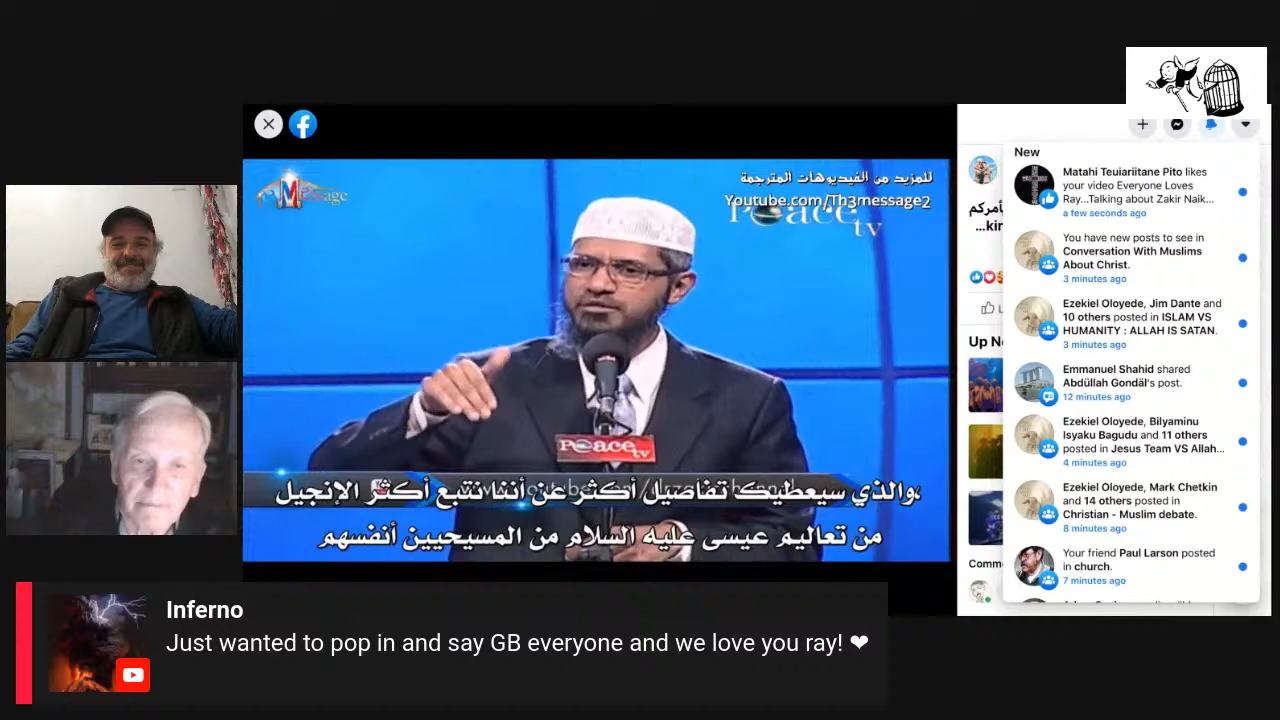 Message
للمزيد من الفيديوهات المترجمة
Youtube.com/Th3message2
Peace
tv
Peace tv
والذي سيعطيك تفاصيل أكثر عن أننا نتبع أكثر الإنجيل،
من تعاليم عيسى عليه السلام من المسيحيين أنفسهم
New
Matahi Teuiariitane Pito likes
your video Everyone Loves
Ray...Talking about Zakir Naik...
a few seconds ago
You have new posts to see in
Conversation With Muslims
About Christ.
3 minutes ago
Ezekiel Oloyede, Jim Dante and
10 others posted in ISLAM VS
HUMANITY : ALLAH IS SATAN.
3 minutes ago
Emmanuel Shahid shared
Abdüllah Gondäl's post.
12 minutes ago
Ezekiel Oloyede, Bilyaminu
Isyaku Bagudu and 11 others
posted in Jesus Team VS Allah...
4 minutes ago
Ezekiel Oloyede, Mark Chetkin
and 14 others posted in
Christian - Muslim debate.
8 minutes ago
Your friend Paul Larson posted
in church.
7 minutes ago
Up
Inferno
Just wanted to pop in and say GB everyone and we love you ray! ❤